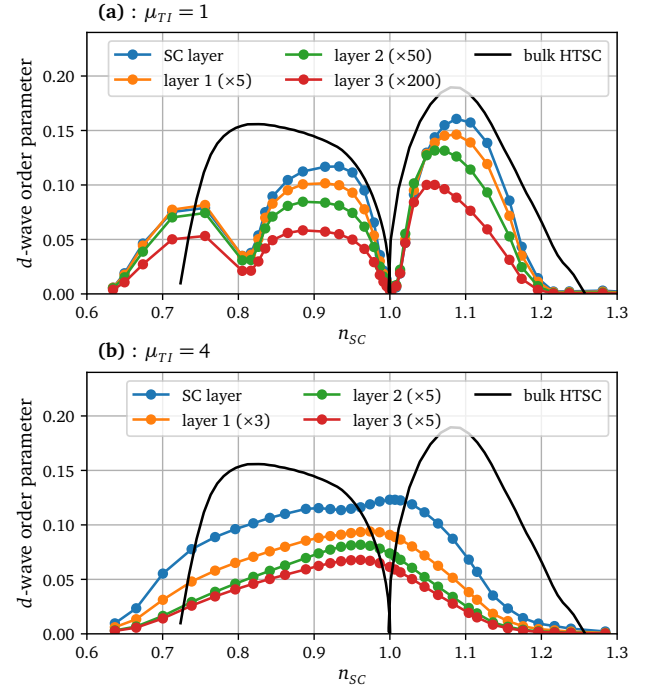 (a) : μ_TI = 1
SC layer
layer 1 (×5)
layer 2 (×50)
layer 3 (×200)
bulk HTSC
d-wave order parameter
0.20
0.15
0.10
0.05
0.00
0.6 0.7 0.8 0.9 1.0 1.1 1.2 1.3
n_SC
(b) : μ_TI = 4
SC layer
layer 1 (×3)
layer 2 (×5)
layer 3 (×5)
bulk HTSC
d-wave order parameter
0.20
0.15
0.10
0.05
0.00
0.6 0.7 0.8 0.9 1.0 1.1 1.2 1.3
n_SC